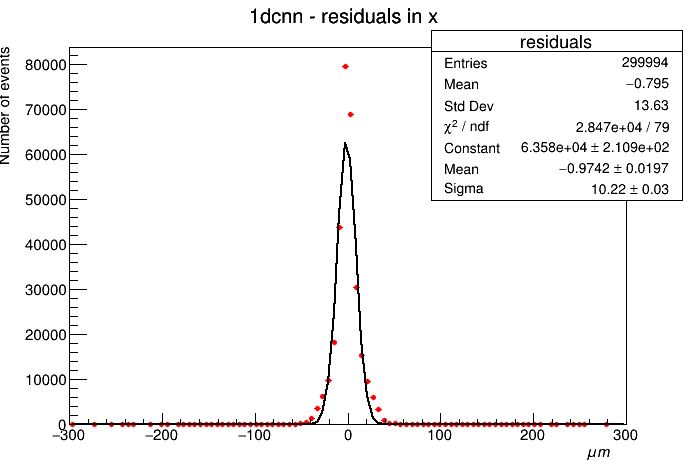 1dcnn - residuals in x
residuals
Entries 299994
Mean −0.795
Std Dev 13.63
χ² / ndf 2.847e+04 / 79
Constant 6.358e+04 ± 2.109e+02
Mean −0.9742 ± 0.0197
Sigma 10.22 ± 0.03
Number of events
80000
70000
60000
50000
40000
30000
20000
10000
0
−300 −200 −100 0 100 200 300
μm